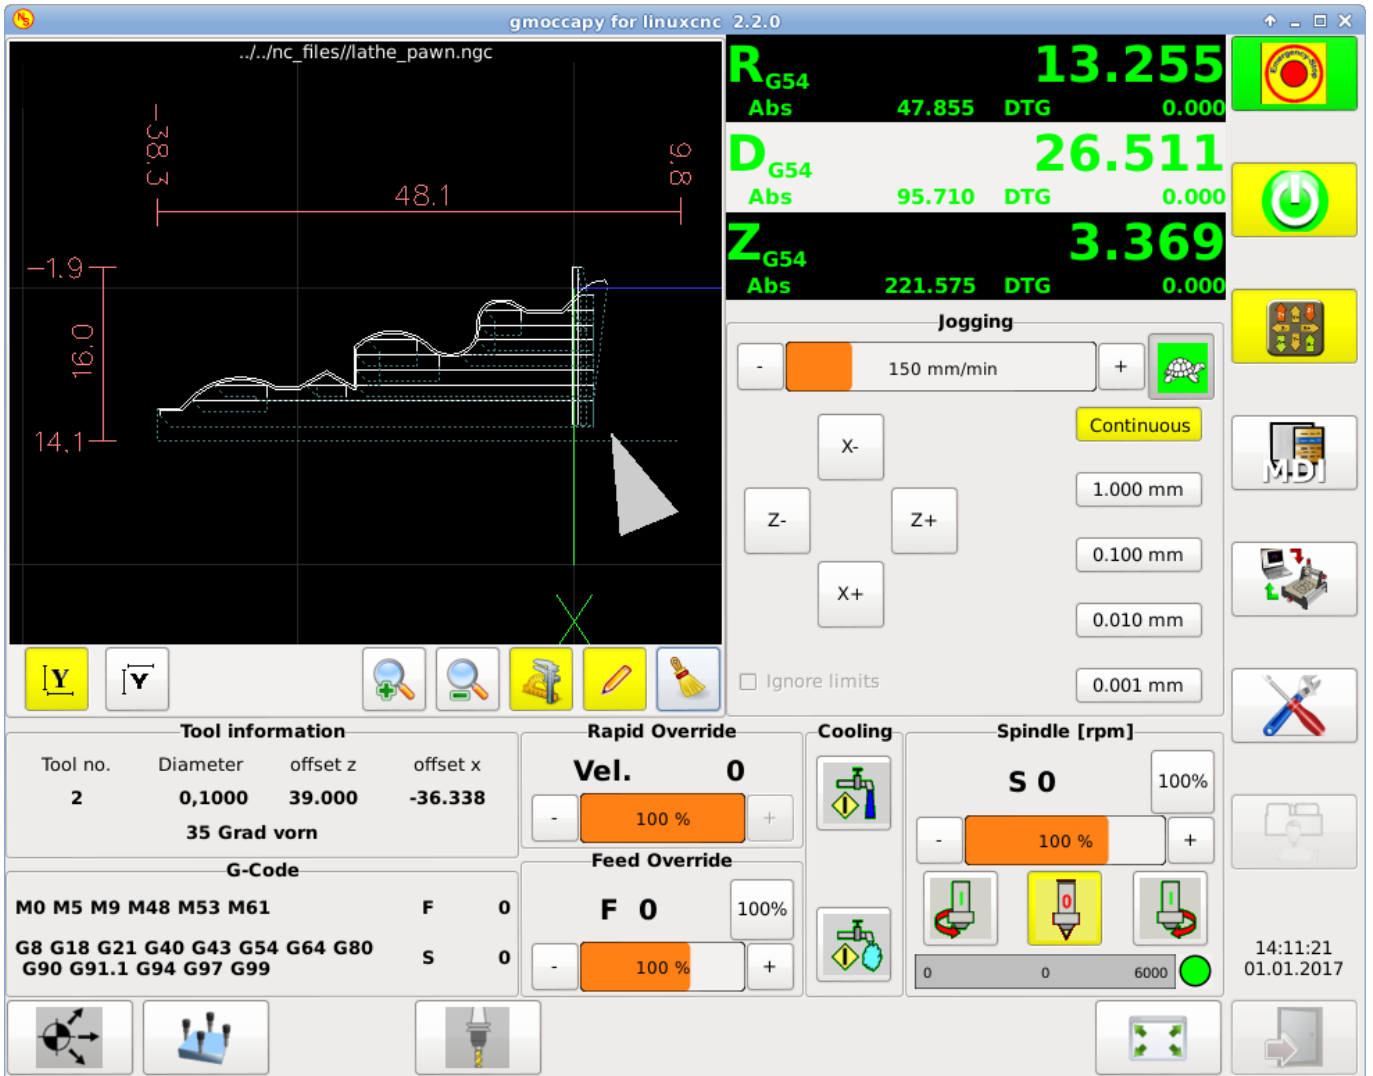 gmoccapy for linuxcnc 2.2.0
../../nc_files//lathe_pawn.ngc
-38.3
9.8
48.1
-1.9
16.0
14.1
X
R G54 13.255
Abs 47.855 DTG 0.000
D G54 26.511
Abs 95.710 DTG 0.000
Z G54 3.369
Abs 221.575 DTG 0.000
Emergency-Stop
Jogging
- 150 mm/min +
Continuous
X-
1.000 mm
Z- Z+
0.100 mm
X+
0.010 mm
Ignore limits
0.001 mm
MDI
Y Y
Tool information
Tool no. Diameter offset z offset x
2 0,1000 39.000 -36.338
35 Grad vorn
G-Code
M0 M5 M9 M48 M53 M61 F 0
G8 G18 G21 G40 G43 G54 G64 G80
G90 G91.1 G94 G97 G99
S 0
Rapid Override
Vel. 0
- 100 % +
Feed Override
F 0 100%
- 100 % +
Cooling
Spindle [rpm]
S 0 100%
- 100 % +
I 0 I
0 0 6000
14:11:21
01.01.2017